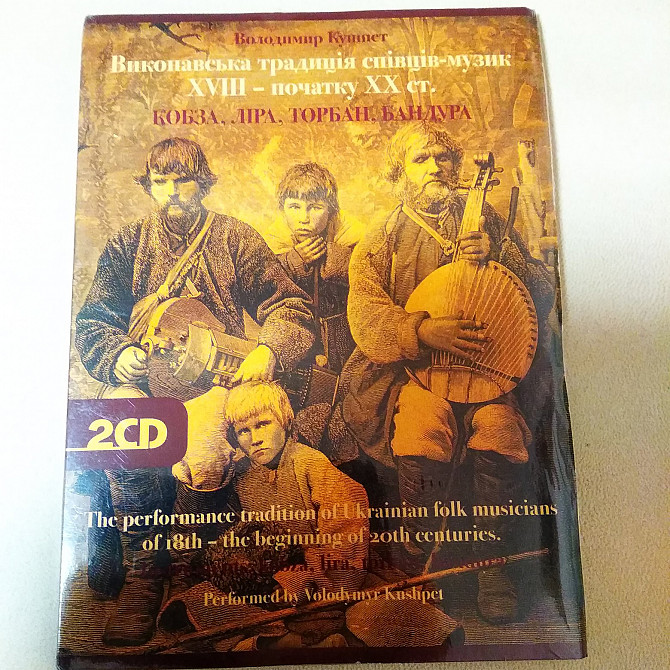 Володимир Кушпет
Виконавська традиція співців-музик
XVIII – початку XX ст.
КОБЗА, ЛІРА, ТОРБАН, БАНДУРА
2CD
The performance tradition of Ukrainian folk musicians
of 18th – the beginning of 20th centuries.
lira,
Performed by Volodymyr Kushpet